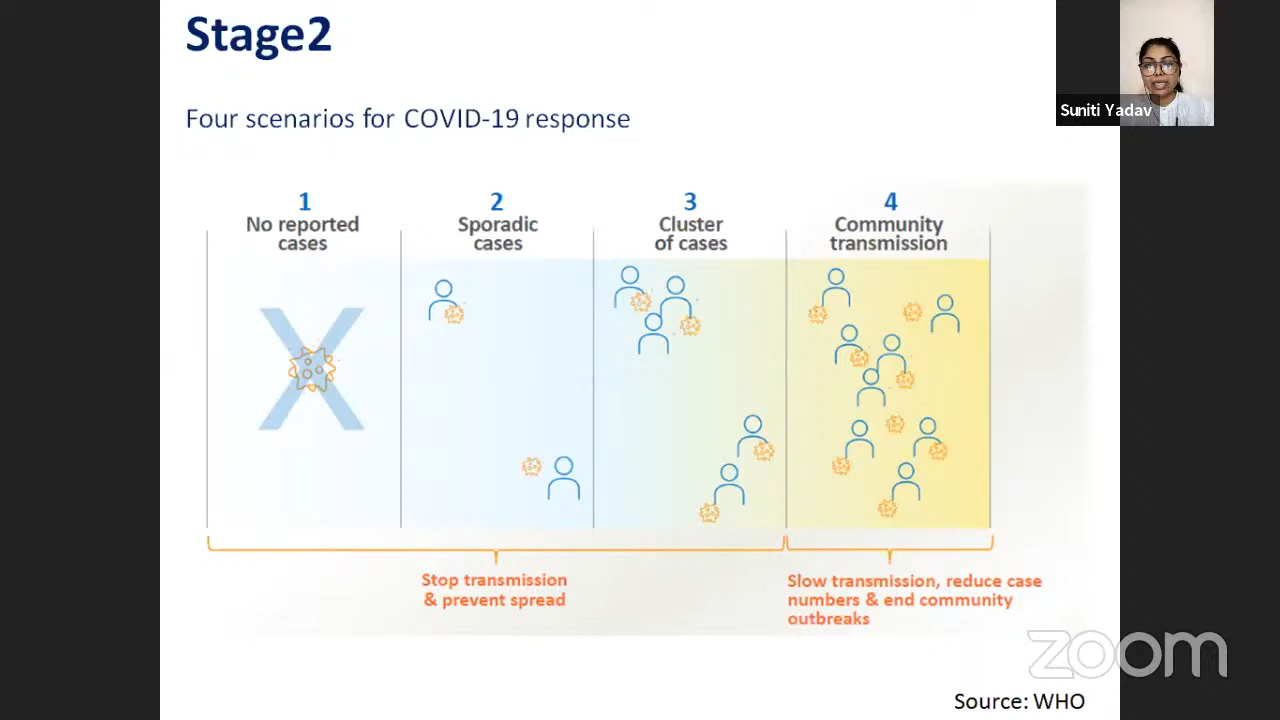 Stage2
Suniti Yadav
Four scenarios for COVID-19 response
1
No reported
cases
2
Sporadic
cases
3
Cluster
of cases
4
Community
transmission
Stop transmission
& prevent spread
Slow transmission, reduce case
numbers & end community
outbreaks
zoom
Source: WHO